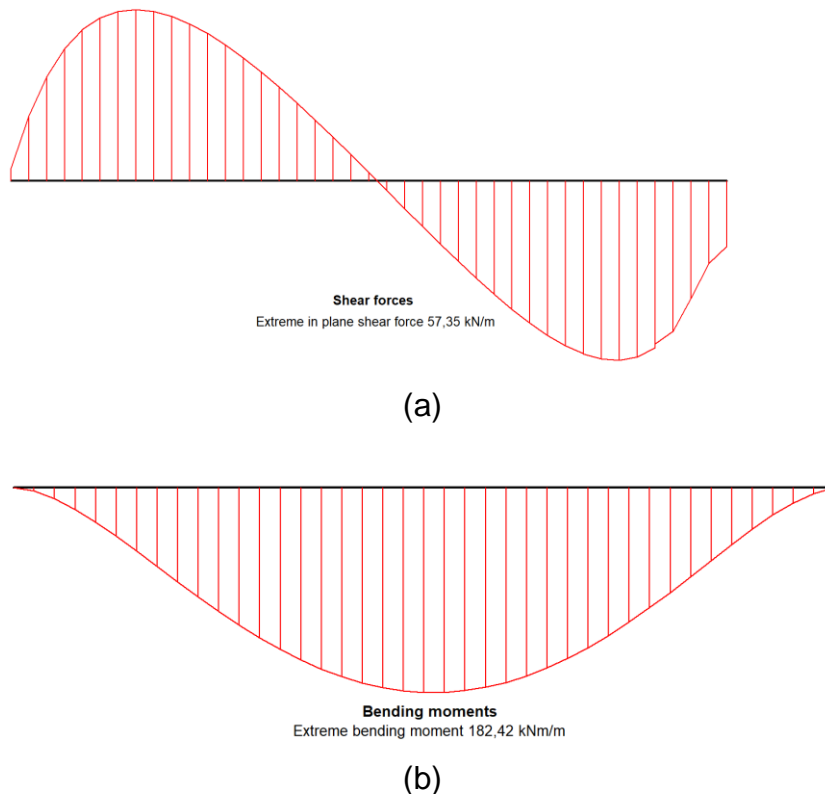 Shear forces
Extreme in plane shear force 57,35 kN/m
(a)
Bending moments
Extreme bending moment 182,42 kNm/m
(b)